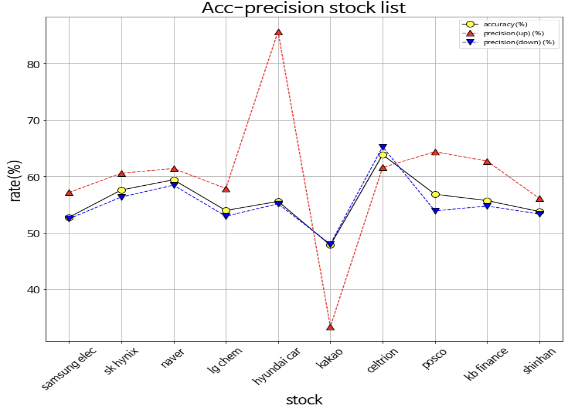 Acc-precision stock list
accuracy(%)
precision(up)(%)
precision(down)(%)
rate(%)
80
70
60
50
40
samsung elec
sk hynix
naver
lg chem
hyundai car
kakao
celtrion
posco
kb finance
shinhan
stock